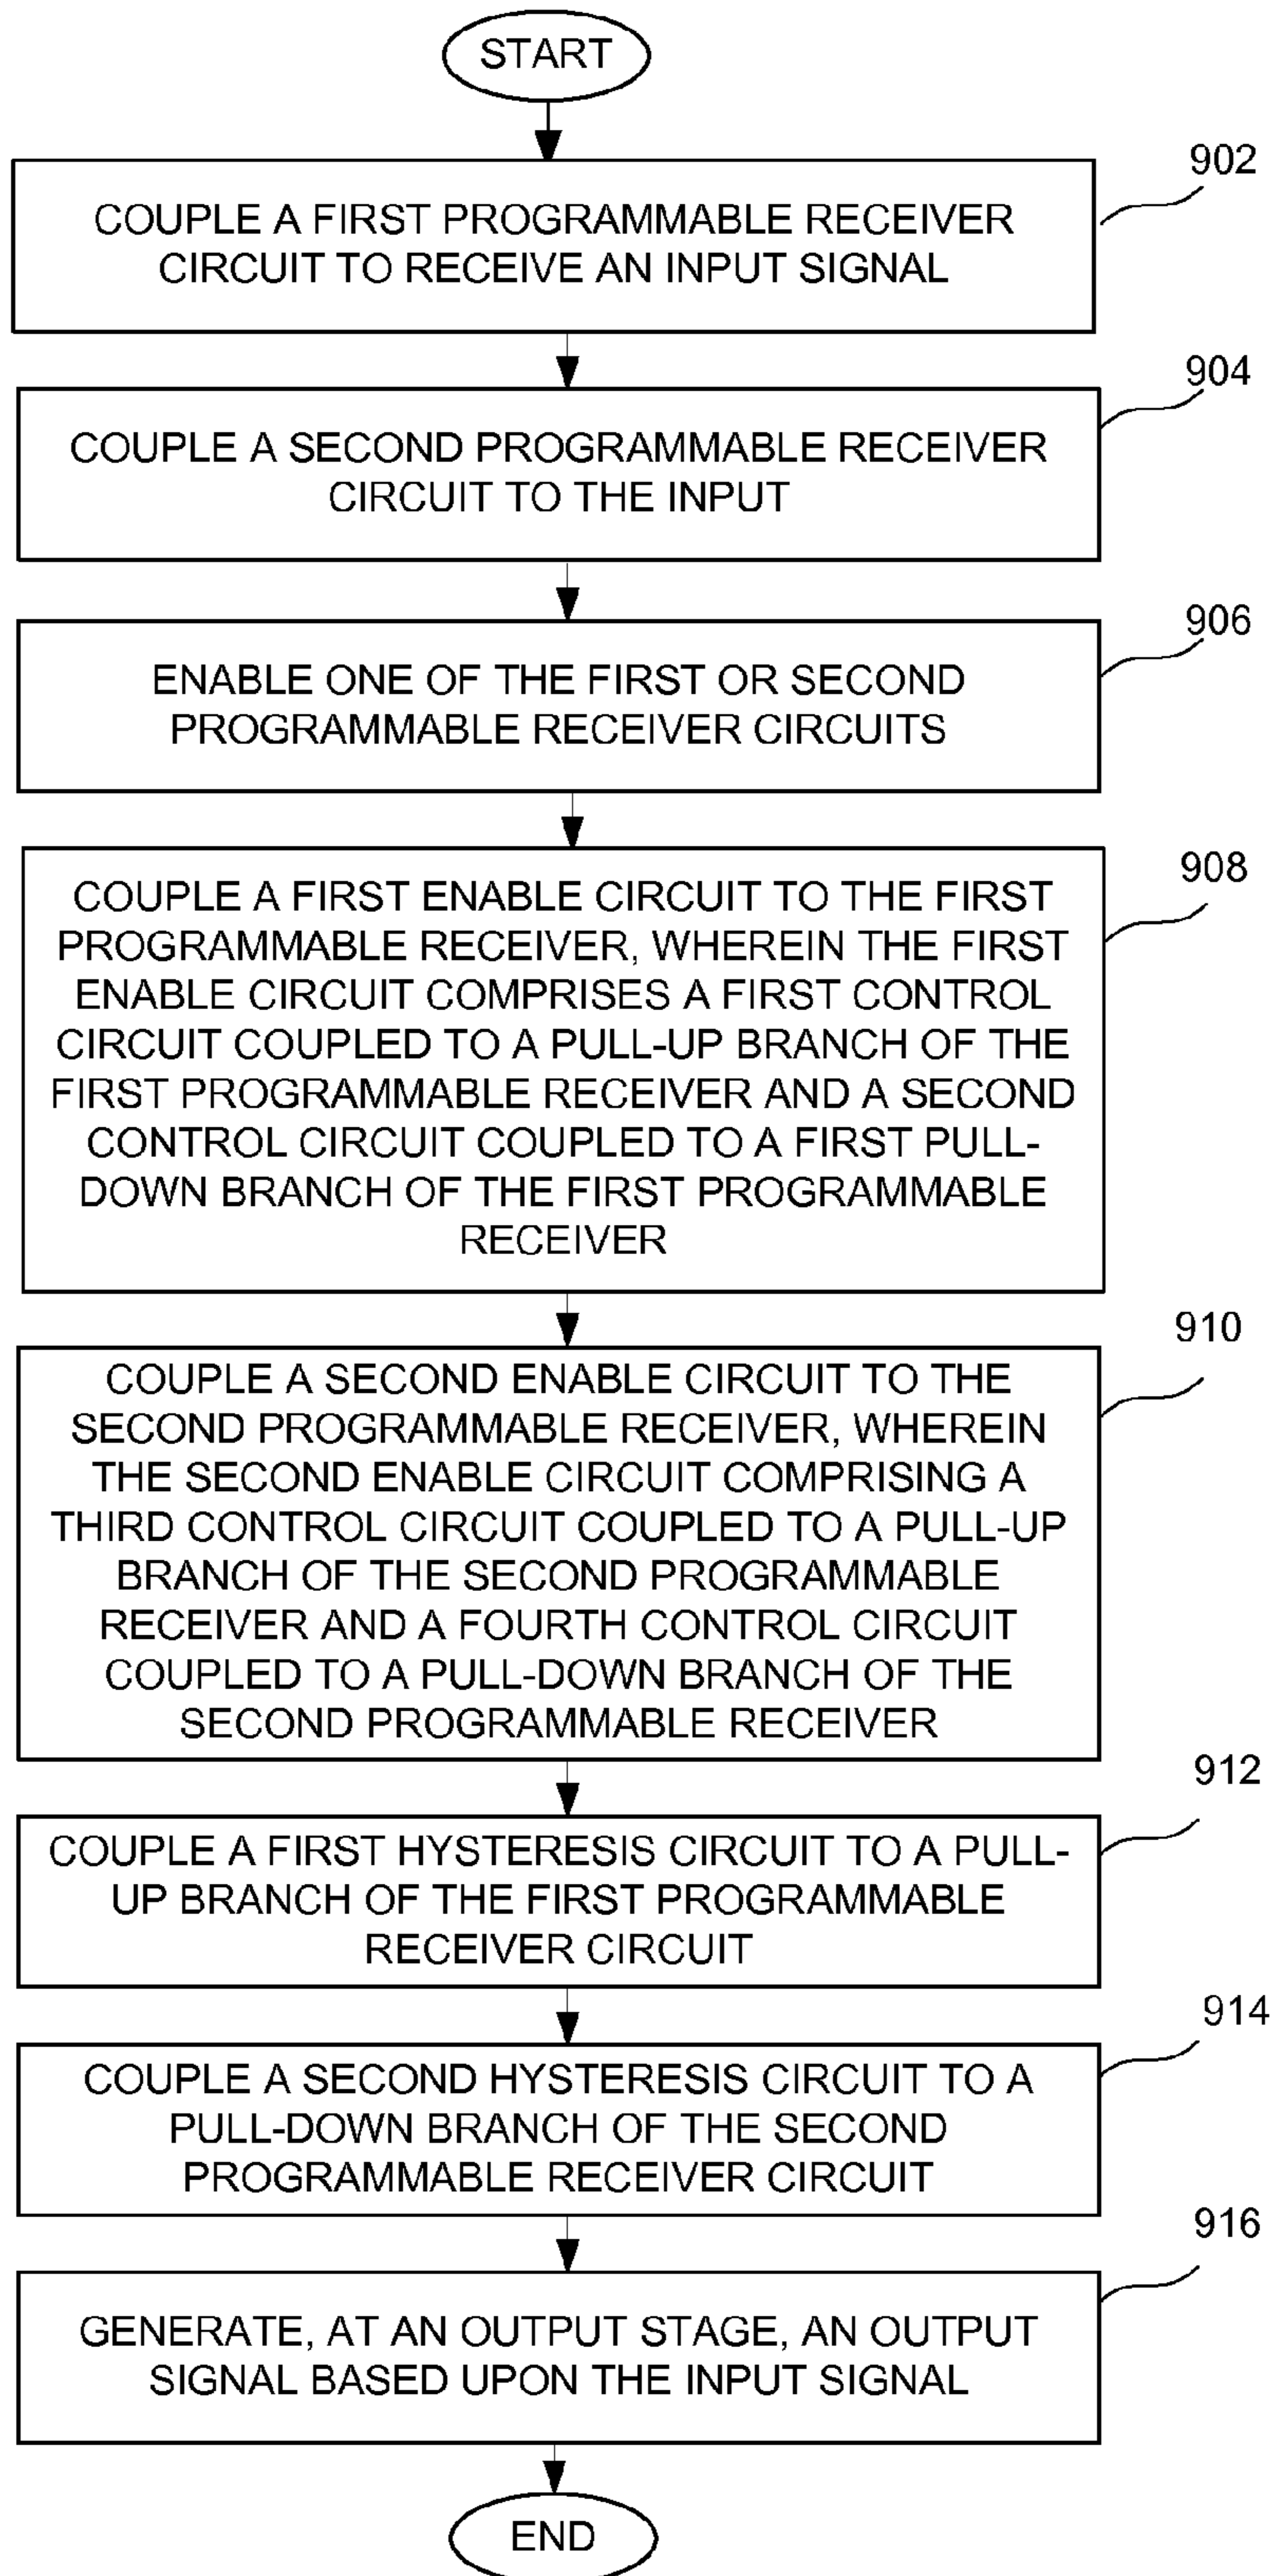 START
902
COUPLE A FIRST PROGRAMMABLE RECEIVER
CIRCUIT TO RECEIVE AN INPUT SIGNAL
904
COUPLE A SECOND PROGRAMMABLE RECEIVER
CIRCUIT TO THE INPUT
906
ENABLE ONE OF THE FIRST OR SECOND
PROGRAMMABLE RECEIVER CIRCUITS
908
COUPLE A FIRST ENABLE CIRCUIT TO THE FIRST
PROGRAMMABLE RECEIVER, WHEREIN THE FIRST
ENABLE CIRCUIT COMPRISES A FIRST CONTROL
CIRCUIT COUPLED TO A PULL-UP BRANCH OF THE
FIRST PROGRAMMABLE RECEIVER AND A SECOND
CONTROL CIRCUIT COUPLED TO A FIRST PULL-
DOWN BRANCH OF THE FIRST PROGRAMMABLE
RECEIVER
910
COUPLE A SECOND ENABLE CIRCUIT TO THE
SECOND PROGRAMMABLE RECEIVER, WHEREIN
THE SECOND ENABLE CIRCUIT COMPRISING A
THIRD CONTROL CIRCUIT COUPLED TO A PULL-UP
BRANCH OF THE SECOND PROGRAMMABLE
RECEIVER AND A FOURTH CONTROL CIRCUIT
COUPLED TO A PULL-DOWN BRANCH OF THE
SECOND PROGRAMMABLE RECEIVER
912
COUPLE A FIRST HYSTERESIS CIRCUIT TO A PULL-
UP BRANCH OF THE FIRST PROGRAMMABLE
RECEIVER CIRCUIT
914
COUPLE A SECOND HYSTERESIS CIRCUIT TO A
PULL-DOWN BRANCH OF THE SECOND
PROGRAMMABLE RECEIVER CIRCUIT
916
GENERATE, AT AN OUTPUT STAGE, AN OUTPUT
SIGNAL BASED UPON THE INPUT SIGNAL
END